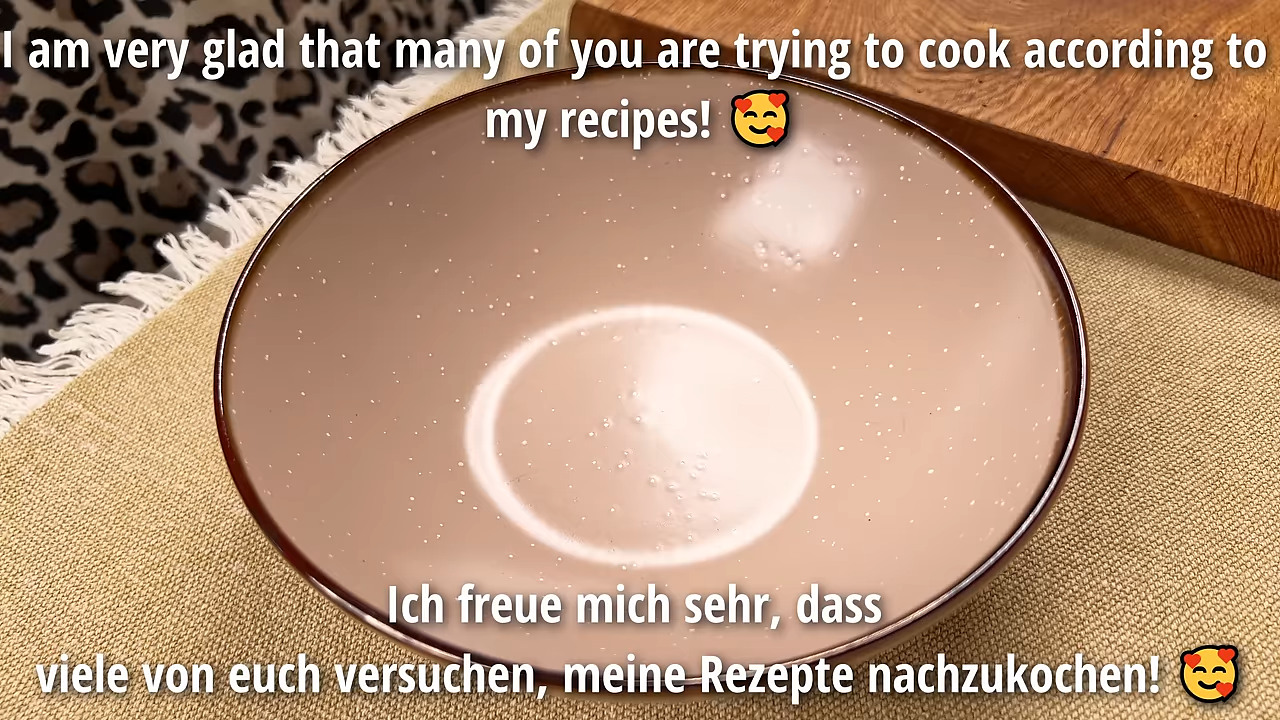 I am very glad that many of you are trying to cook according to
my recipes! 🥰
Ich freue mich sehr, dass
viele von euch versuchen, meine Rezepte nachzukochen! 🥰